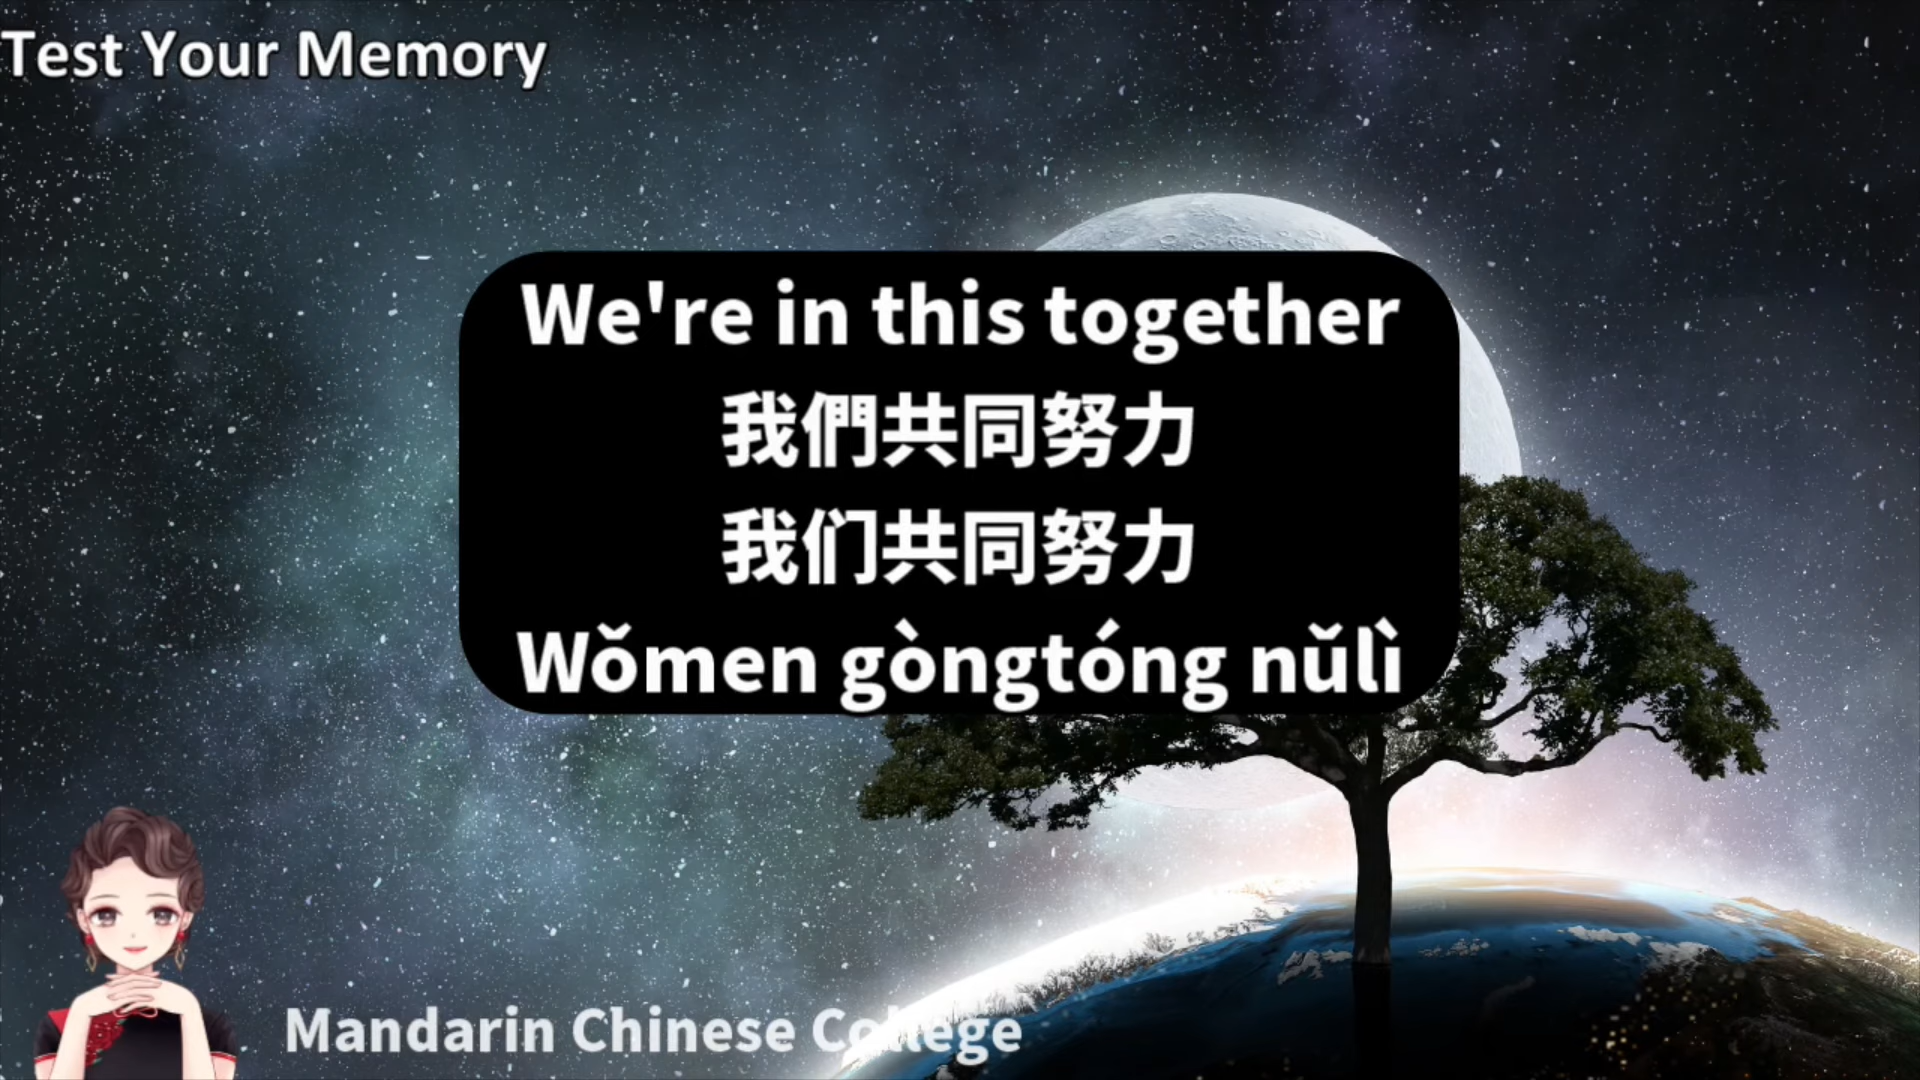 Test Your Memory
We're in this together
我們共同努力
我们共同努力
Wǒmen gòngtóng nǔlì
Mandarin Chinese College